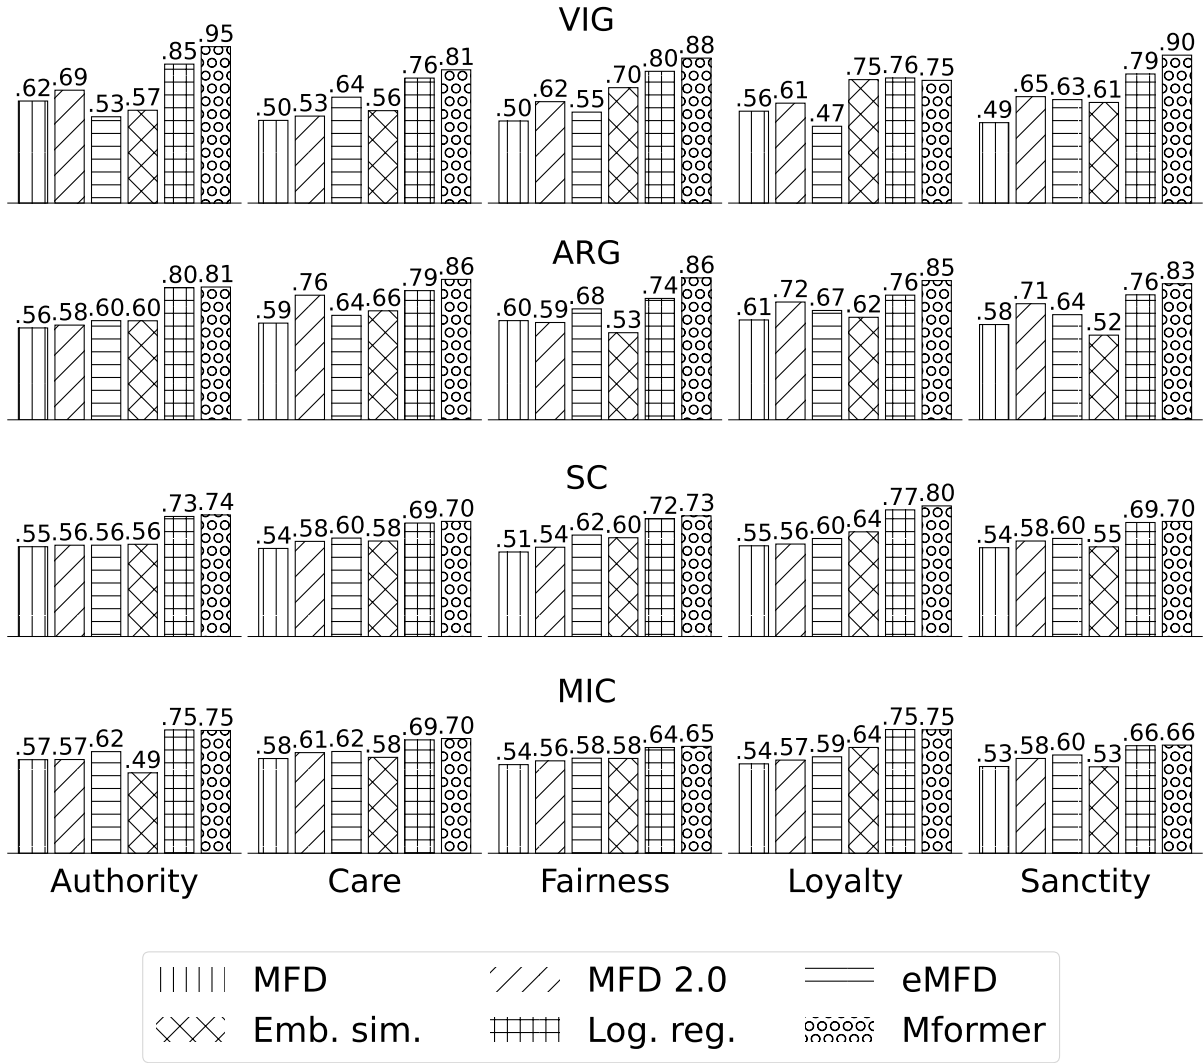 VIG
.62 .69 .53 .57 .85 .95 .50 .53 .64 .56 .76 .81 .50 .62 .55 .70 .80 .88 .56 .61 .47 .75 .76 .75 .49 .65 .63 .61 .79 .90
ARG
.56 .58 .60 .60 .80 .81 .59 .76 .64 .66 .79 .86 .60 .59 .68 .53 .74 .86 .61 .72 .67 .62 .76 .85 .58 .71 .64 .52 .76 .83
SC
.55 .56 .56 .56 .73 .74 .54 .58 .60 .58 .69 .70 .51 .54 .62 .60 .72 .73 .55 .56 .60 .64 .77 .80 .54 .58 .60 .55 .69 .70
MIC
.57 .57 .62 .49 .75 .75 .58 .61 .62 .58 .69 .70 .54 .56 .58 .58 .64 .65 .54 .57 .59 .64 .75 .75 .53 .58 .60 .53 .66 .66
Authority Care Fairness Loyalty Sanctity
MFD MFD 2.0 eMFD
Emb. sim. Log. reg. Mformer